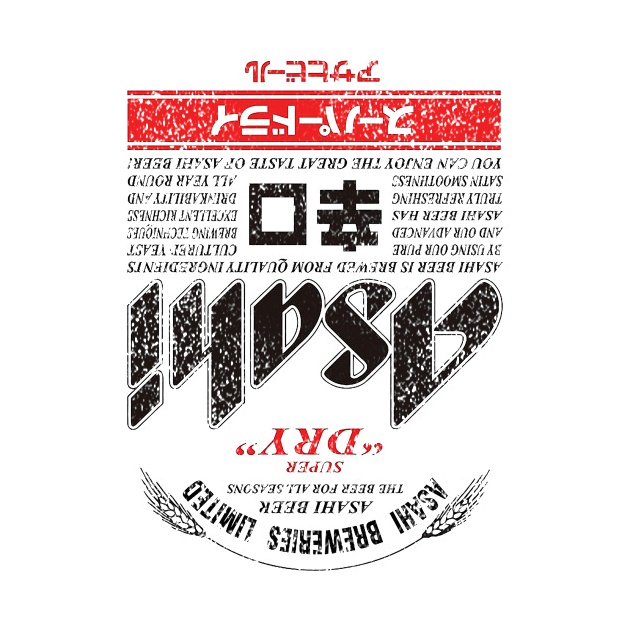 ASAHI BREWERIES LIMITED
ASAHI BEER
THE BEER FOR ALL SEASONS
SUPER
“DRY”
Asahi
ASAHI BEER IS BREWED FROM QUALITY INGREDIENTS
BY USING OUR PURE CULTURED YEAST
AND OUR ADVANCED BREWING TECHNIQUES
ASAHI BEER HAS EXCELLENT RICHNESS
TRULY REFRESHING DRINKABILITY AND
SATIN SMOOTHNESS ALL YEAR ROUND
辛口
YOU CAN ENJOY THE GREAT TASTE OF ASAHI BEER!
スーパードライ
アサヒビール